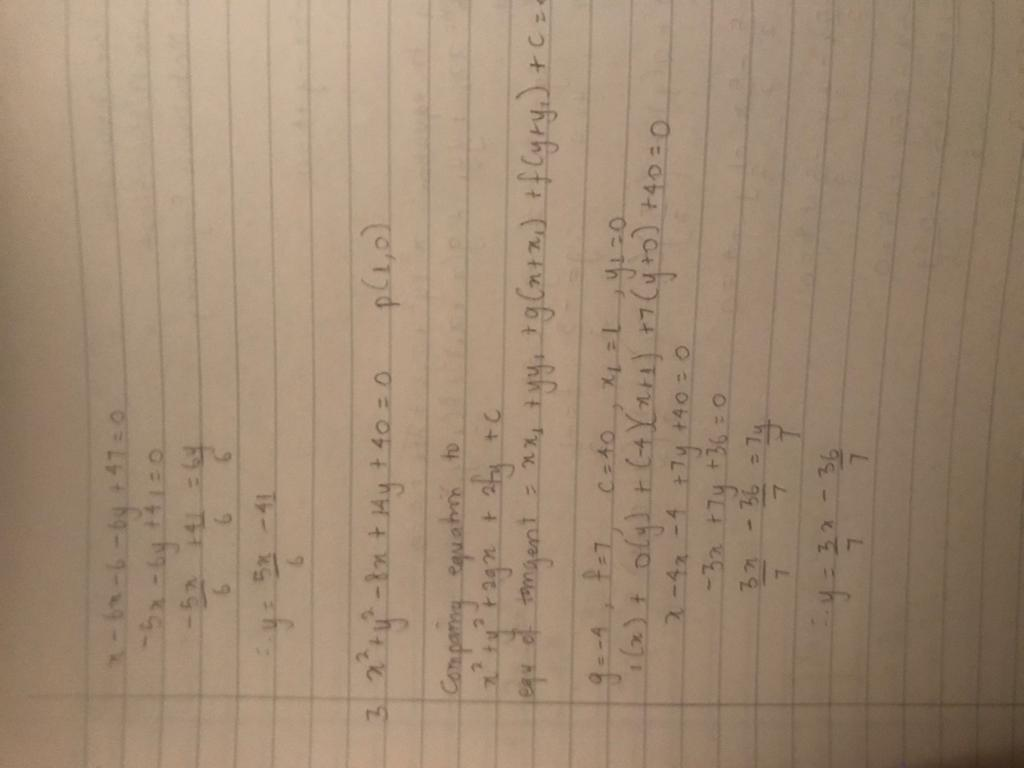 x - 6x - 6 - 6y + 47 = 0
-5x - 6y + 41 = 0
-5x/6 + 41/6 = 6y/6
∴ y = 5x/6 - 41
3. x² + y² - 8x + 14y + 40 = 0 p(1,0)
Comparing equation to
x² + y² + 2gx + 2fy + c
eqn of tangent = xx₁ + yy₁ + g(x+x₁) + f(y+y₁) + c =
g = -4, f = 7 c = 40, x₁ = 1, y₁ = 0
1(x) + 0(y) + (-4)(x+1) + 7(y+0) + 40 = 0
x - 4x - 4 + 7y + 40 = 0
-3x + 7y + 36 = 0
3x/7 - 36/7 = 7y/7
∴ y = 3x/7 - 36/7